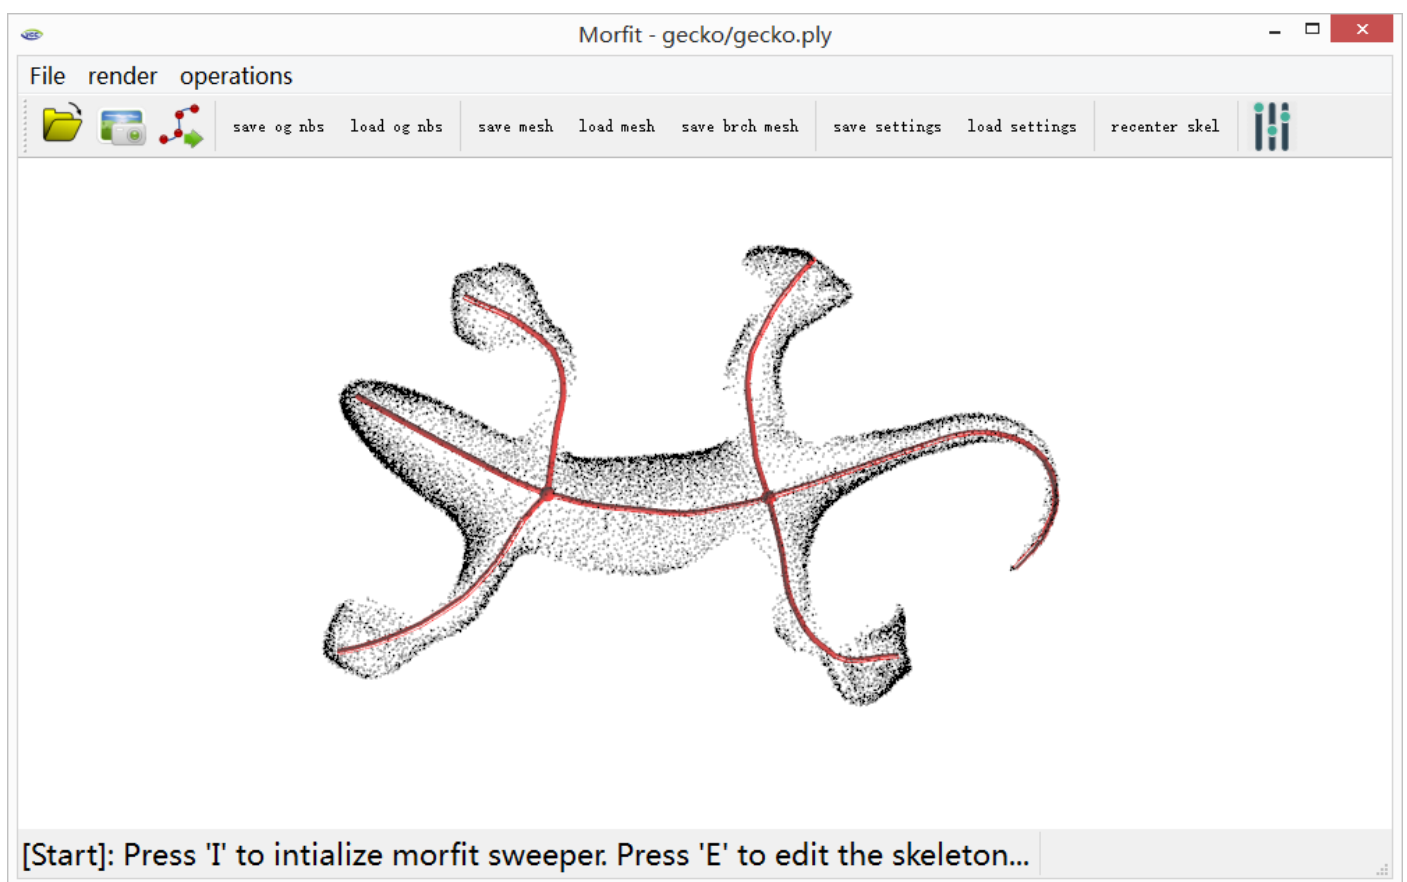 Morfit - gecko/gecko.ply
File render operations
save og nbs load og nbs save mesh load mesh save brch mesh save settings load settings recenter skel
[Start]: Press 'I' to intialize morfit sweeper. Press 'E' to edit the skeleton...